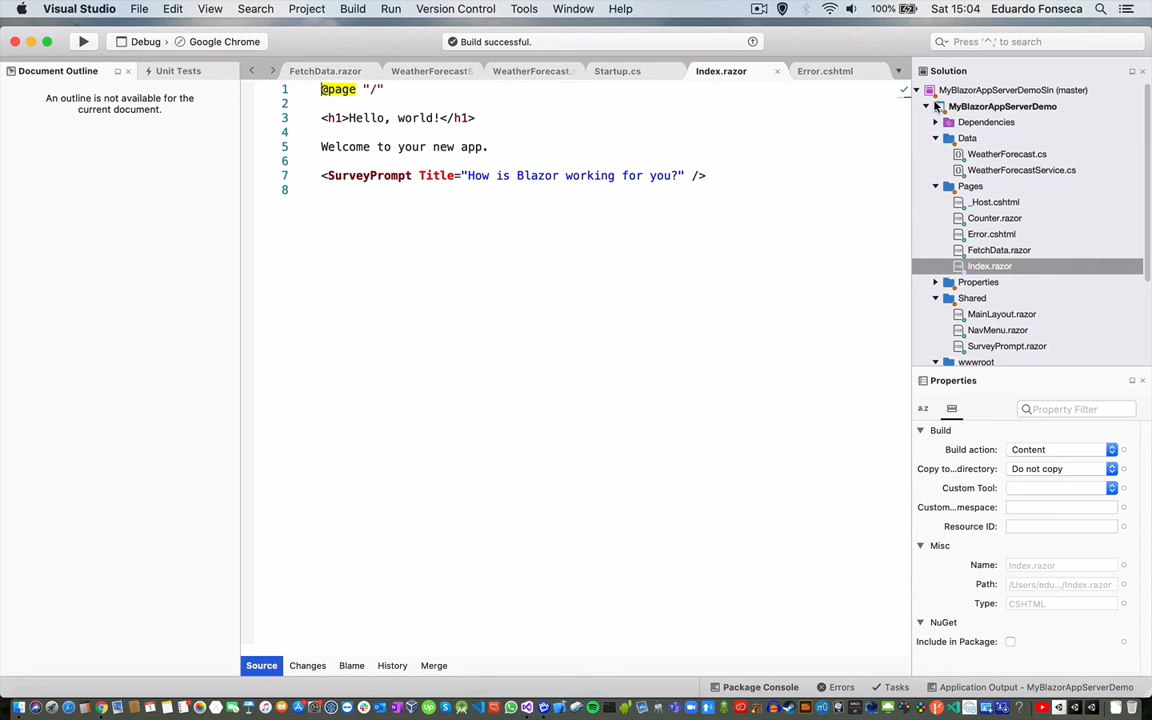 Visual Studio File Edit View Search Project Build Run Version Control Tools Window Help 100% Sat 15:04 Eduardo Fonseca
Debug Google Chrome Build successful. Press '^,' to search
Document Outline Unit Tests FetchData.razor WeatherForecastS WeatherForecast. Startup.cs Index.razor Error.cshtml Solution
An outline is not available for the
current document.
1 @page "/"
2
3 <h1>Hello, world!</h1>
4
5 Welcome to your new app.
6
7 <SurveyPrompt Title="How is Blazor working for you?" />
8
MyBlazorAppServerDemoSln (master)
MyBlazorAppServerDemo
Dependencies
Data
WeatherForecast.cs
WeatherForecastService.cs
Pages
_Host.cshtml
Counter.razor
Error.cshtml
FetchData.razor
Index.razor
Properties
Shared
MainLayout.razor
NavMenu.razor
SurveyPrompt.razor
wwwroot
Properties
a.z Property Filter
Build
Build action: Content
Copy to...directory: Do not copy
Custom Tool:
Custom...mespace:
Resource ID:
Misc
Name: Index.razor
Path: /Users/edu.../Index.razor
Type: CSHTML
NuGet
Include in Package:
Source Changes Blame History Merge
Package Console Errors Tasks Application Output - MyBlazorAppServerDemo